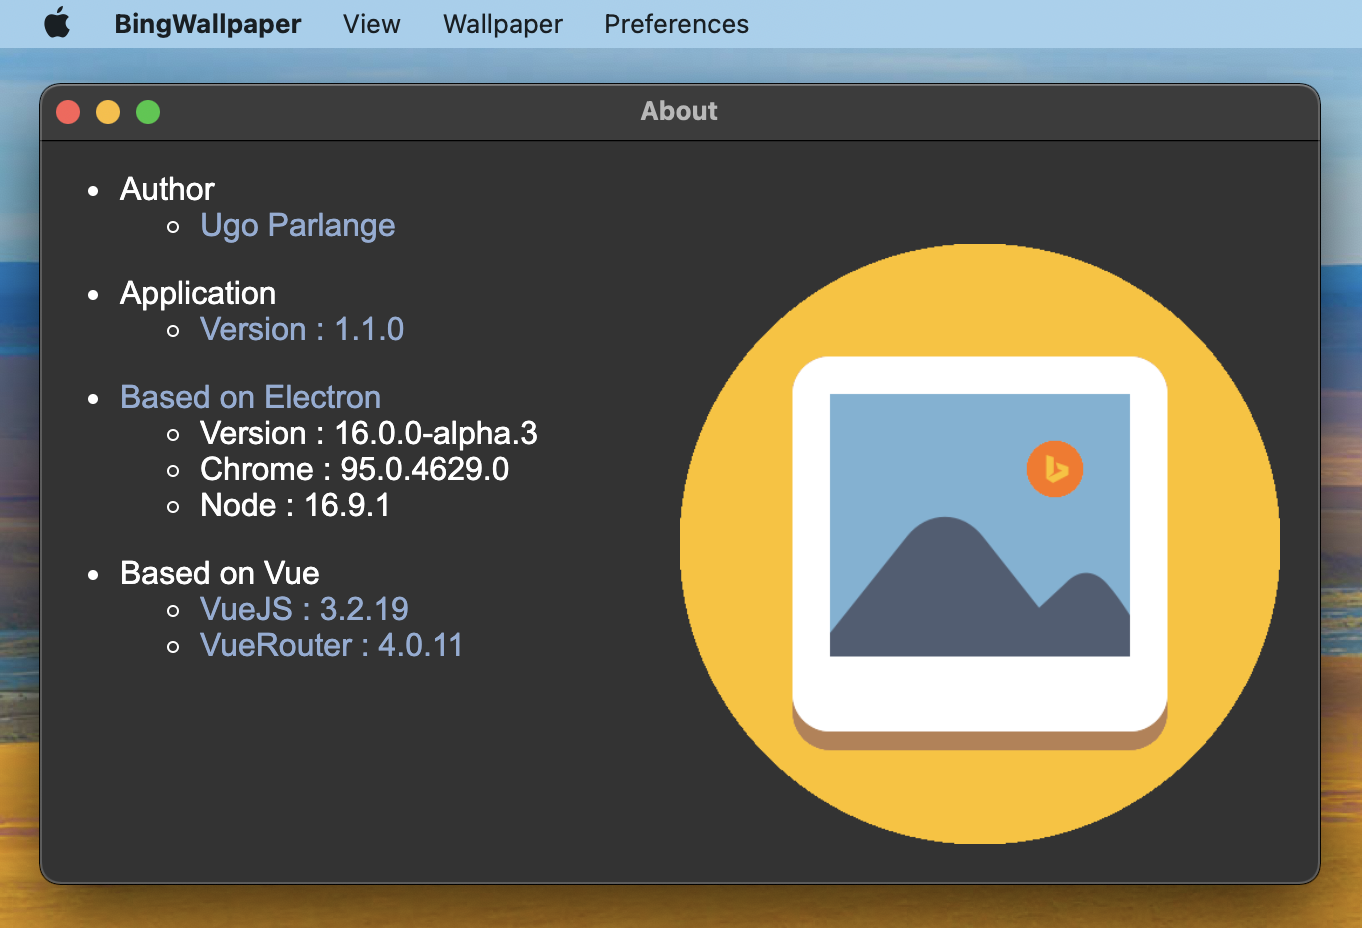 BingWallpaper View Wallpaper Preferences
About
Author
Ugo Parlange
Application
Version : 1.1.0
Based on Electron
Version : 16.0.0-alpha.3
Chrome : 95.0.4629.0
Node : 16.9.1
Based on Vue
VueJS : 3.2.19
VueRouter : 4.0.11